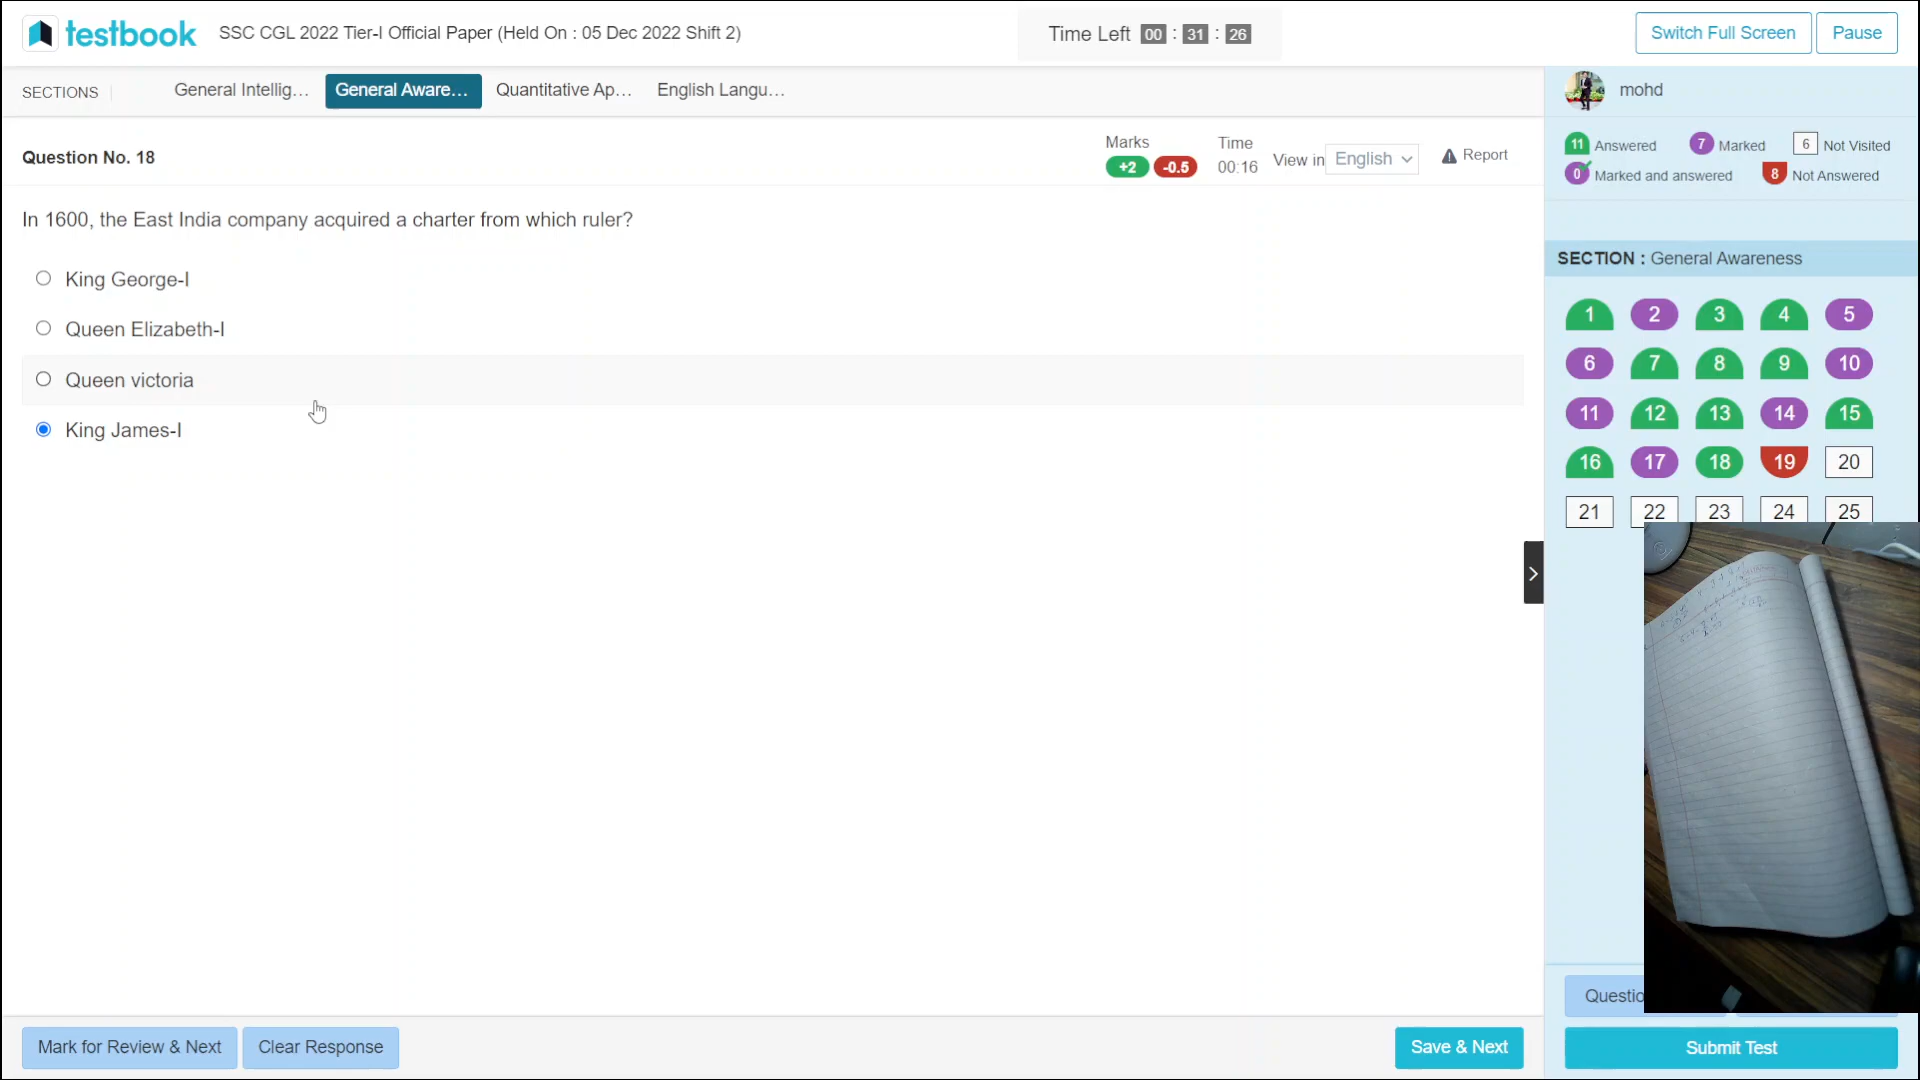 testbook
SSC CGL 2022 Tier-I Official Paper (Held On : 05 Dec 2022 Shift 2)
Time Left 00 : 31 : 26
Switch Full Screen
Pause
SECTIONS
General Intellig...
General Aware...
Quantitative Ap...
English Langu...
mohd
Question No. 18
Marks
+2 -0.5
Time
00:16
View in English
Report
11 Answered
7 Marked
6 Not Visited
0 Marked and answered
8 Not Answered
In 1600, the East India company acquired a charter from which ruler?
King George-I
Queen Elizabeth-I
Queen victoria
King James-I
SECTION : General Awareness
1 2 3 4 5
6 7 8 9 10
11 12 13 14 15
16 17 18 19 20
21 22 23 24 25
Mark for Review & Next
Clear Response
Save & Next
Questio
Submit Test